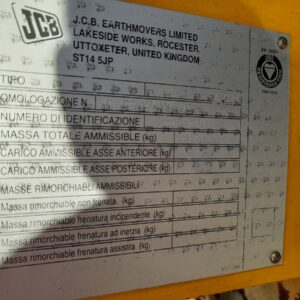 JCB
J.C.B. EARTHMOVERS LIMITED
LAKESIDE WORKS, ROCESTER,
UTTOXETER, UNITED KINGDOM
ST14 5JP
TIPO
OMOLOGAZIONE N.
NUMERO DI IDENTIFICAZIONE
MASSA TOTALE AMMISSIBILE (kg)
CARICO AMMISSIBILE ASSE ANTERIORE (kg)
CARICO AMMISSIBILE ASSE POSTERIORE (kg)
MASSE RIMORCHIABILI AMMISSIBILI
Massa rimorchiabile non frenata (kg)
Massa rimorchiabile frenatura indipendente (kg)
Massa rimorchiabile frenatura ad inerzia (kg)
Massa rimorchiabile frenatura assistita (kg)